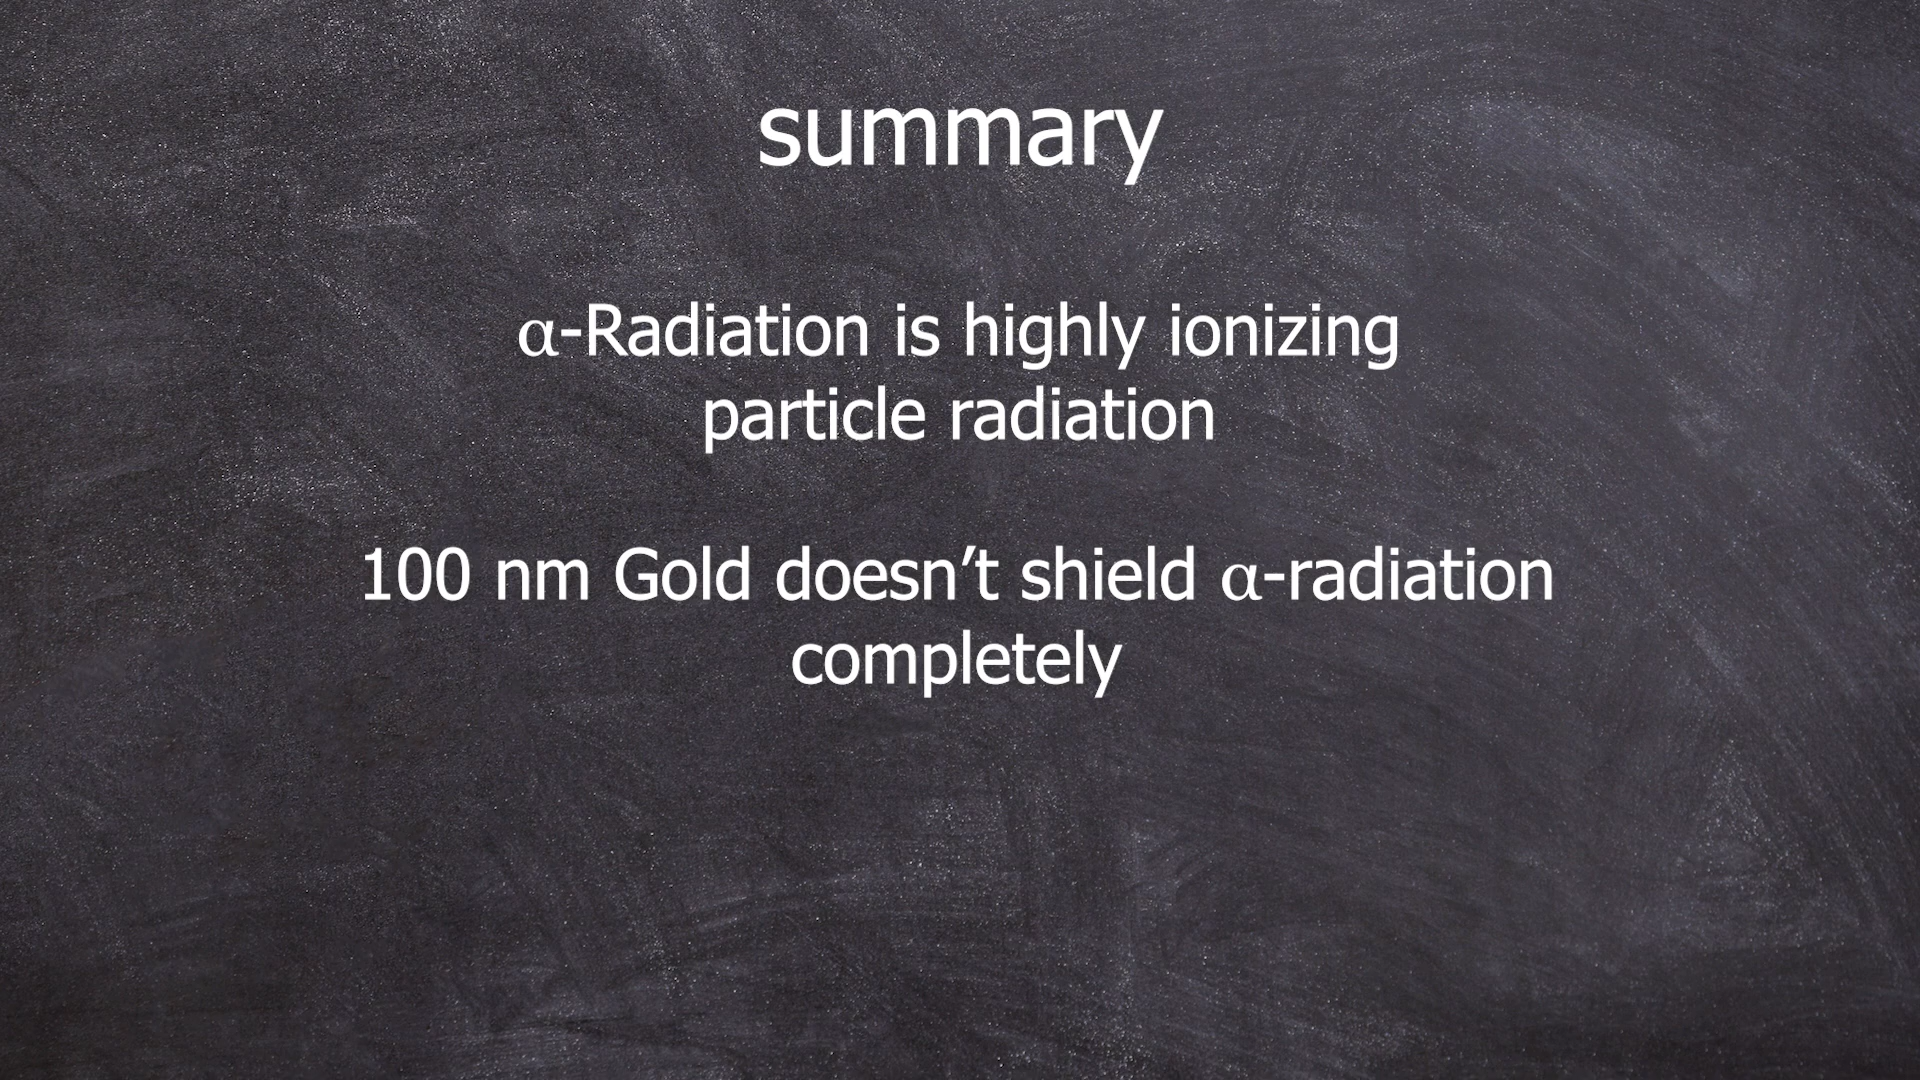 summary
α-Radiation is highly ionizing
particle radiation
100 nm Gold doesn’t shield α-radiation
completely